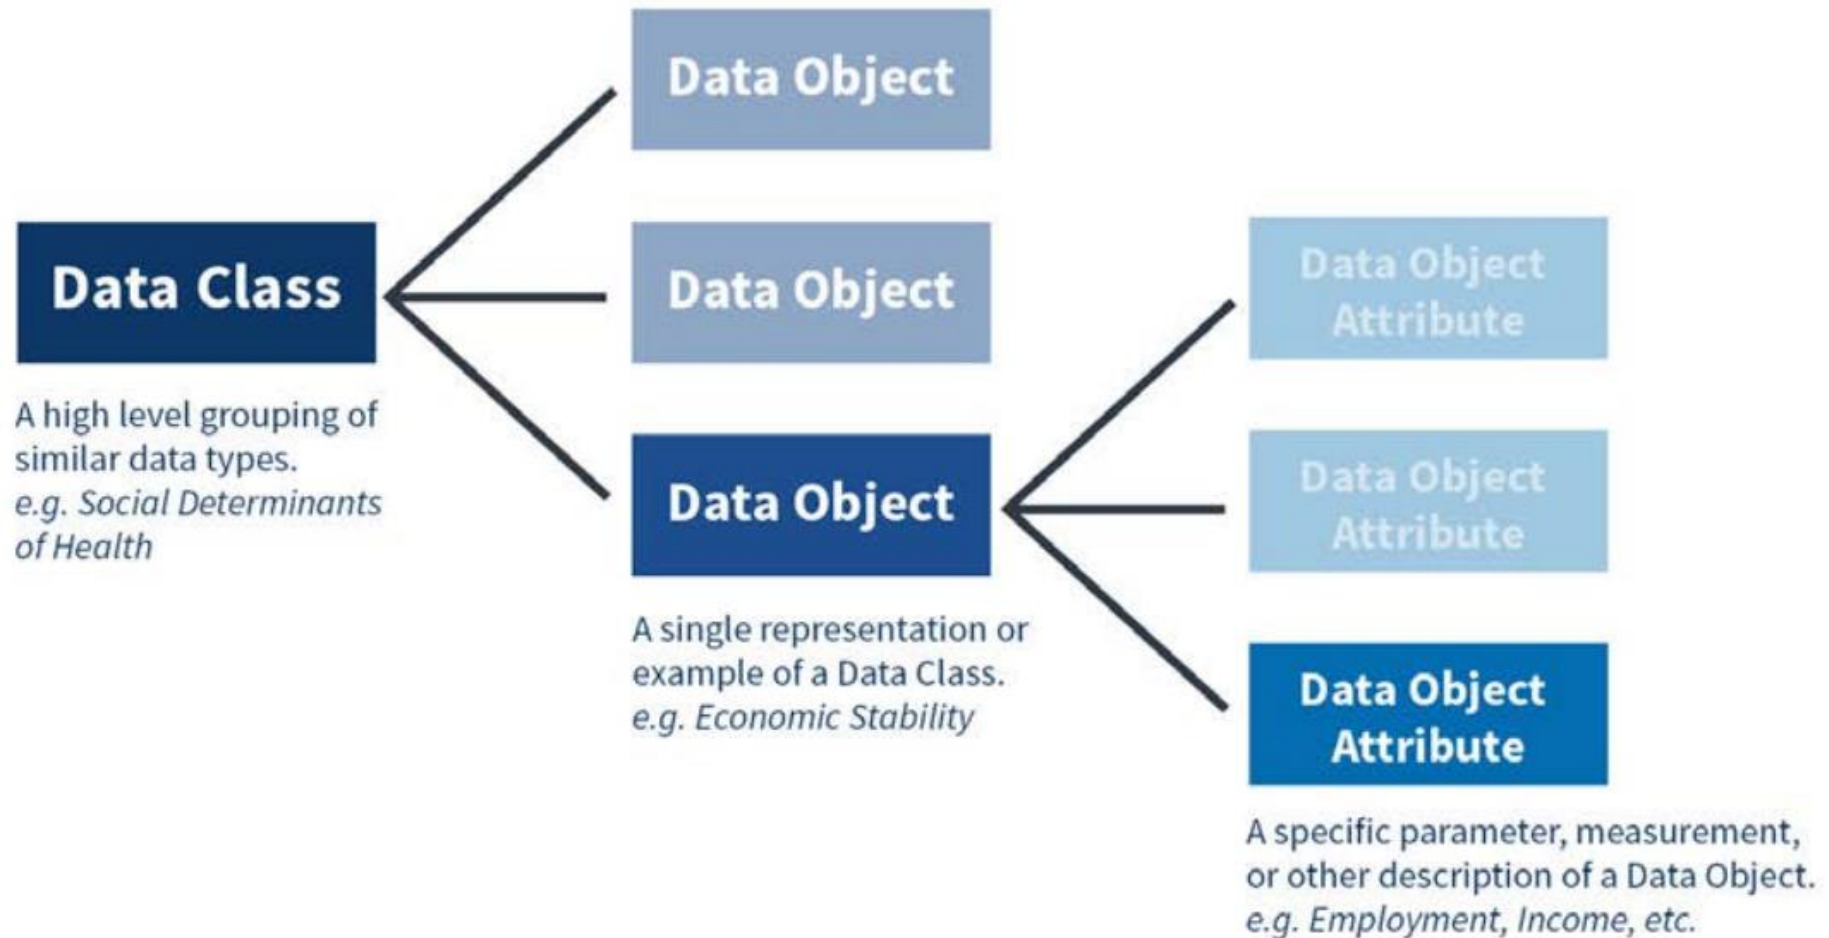 Data Object
Data Class
A high level grouping of
similar data types.
e.g. Social Determinants
of Health
Data Object
Data Object
A single representation or
example of a Data Class.
e.g. Economic Stability
Data Object
Attribute
Data Object
Attribute
Data Object
Attribute
A specific parameter, measurement,
or other description of a Data Object.
e.g. Employment, Income, etc.